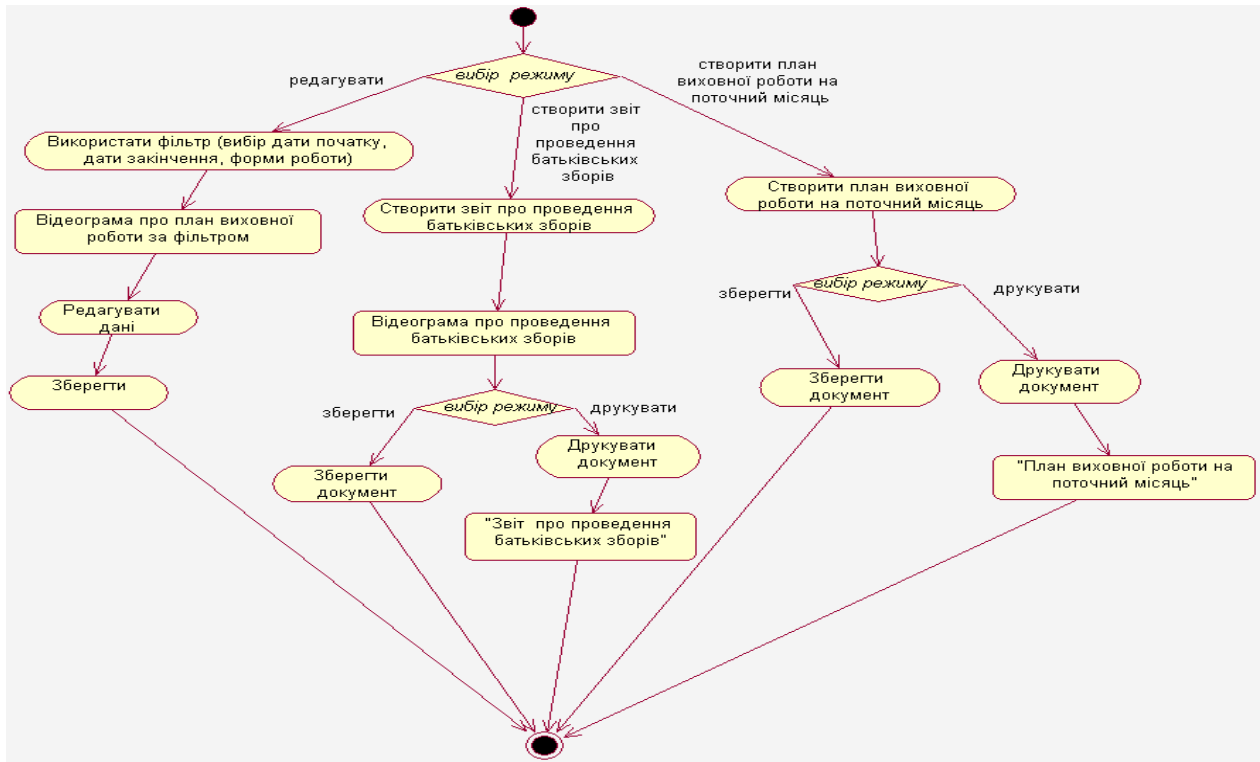 вибір режиму
редагувати
створити план
виховної роботи на
поточний місяць
створити звіт
про
проведення
батьківських
зборів
Використати фільтр (вибір дати початку,
дати закінчення, форми роботи)
Відеограма про план виховної
роботи за фільтром
Редагувати
дані
Зберегти
Створити звіт про проведення
батьківських зборів
Відеограма про проведення
батьківських зборів
вибір режиму
зберегти
друкувати
Зберегти
документ
Друкувати
документ
"Звіт про проведення
батьківських зборів"
Створити план виховної
роботи на поточний місяць
вибір режиму
зберегти
друкувати
Зберегти
документ
Друкувати
документ
"План виховної роботи на
поточний місяць"